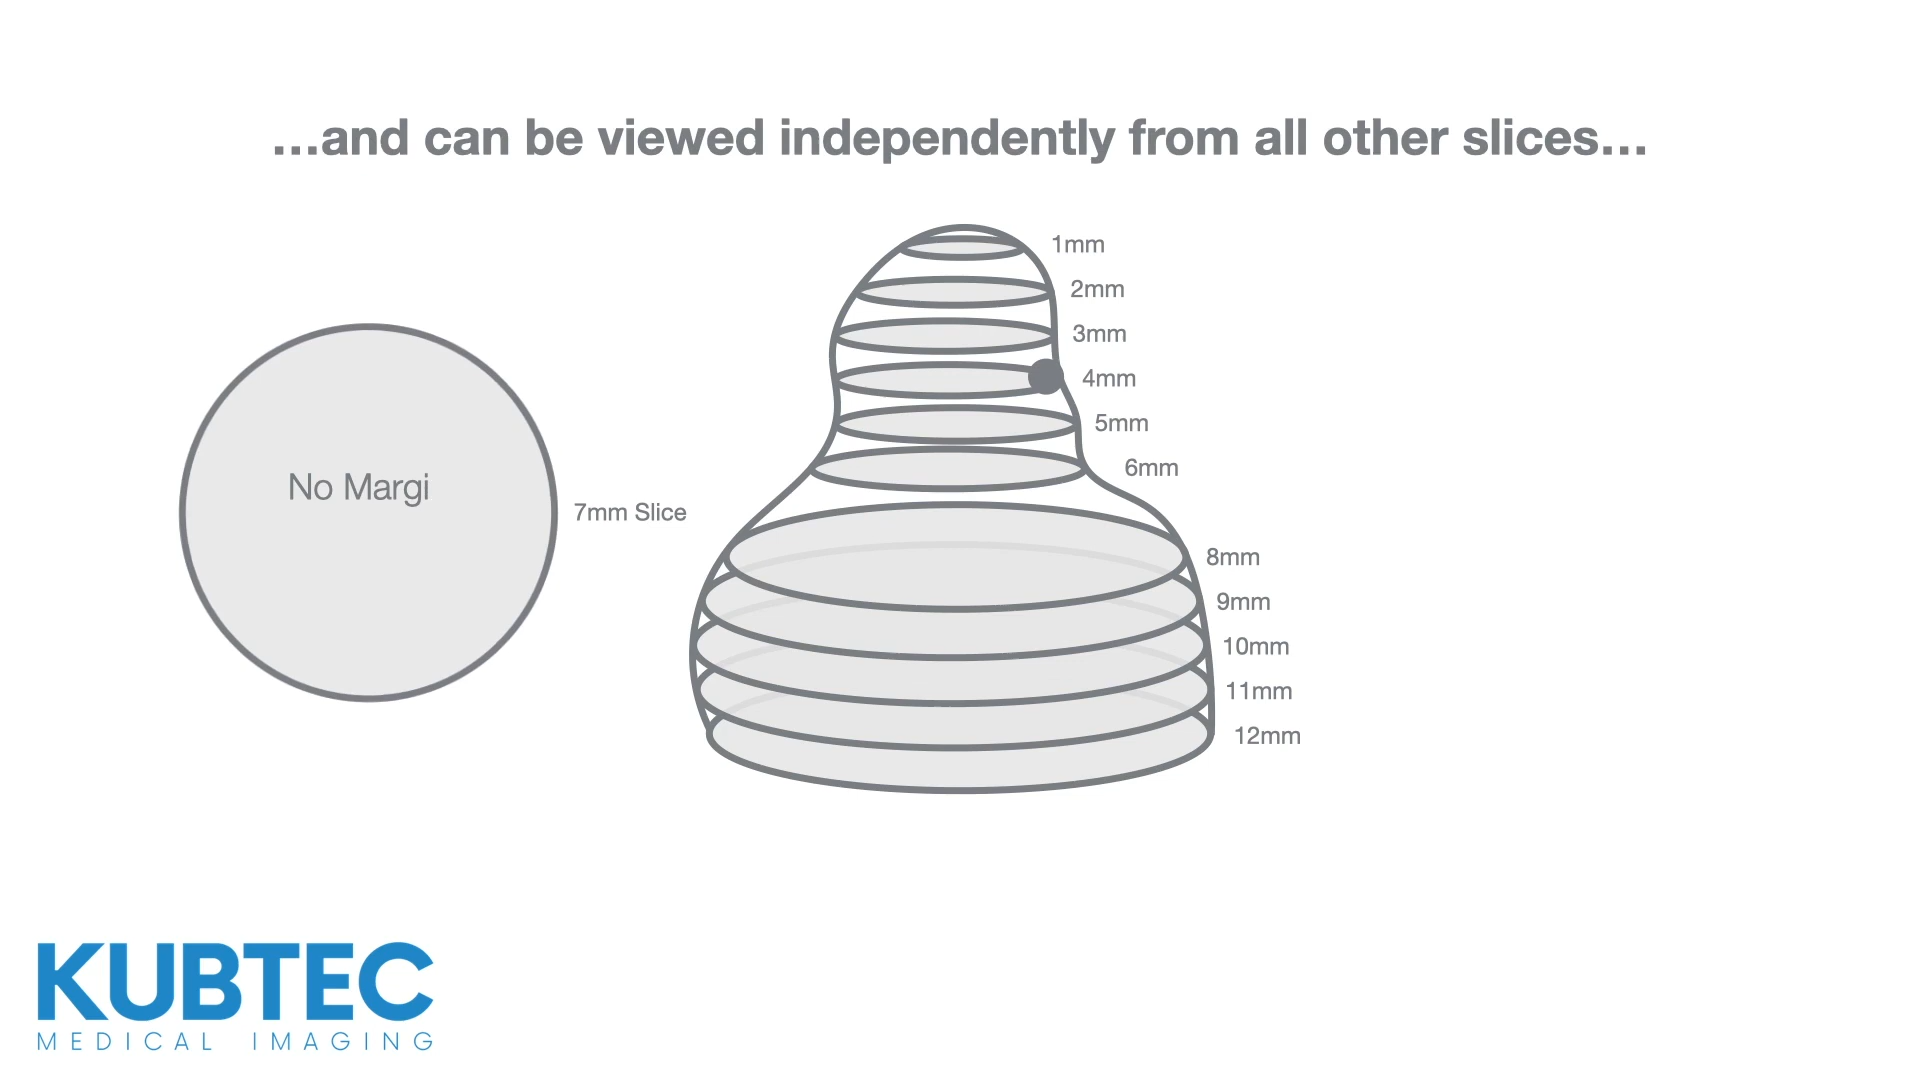 ...and can be viewed independently from all other slices...
1mm
2mm
3mm
4mm
5mm
6mm
No Margi
7mm Slice
8mm
9mm
10mm
11mm
12mm
KUBTEC
MEDICAL IMAGING